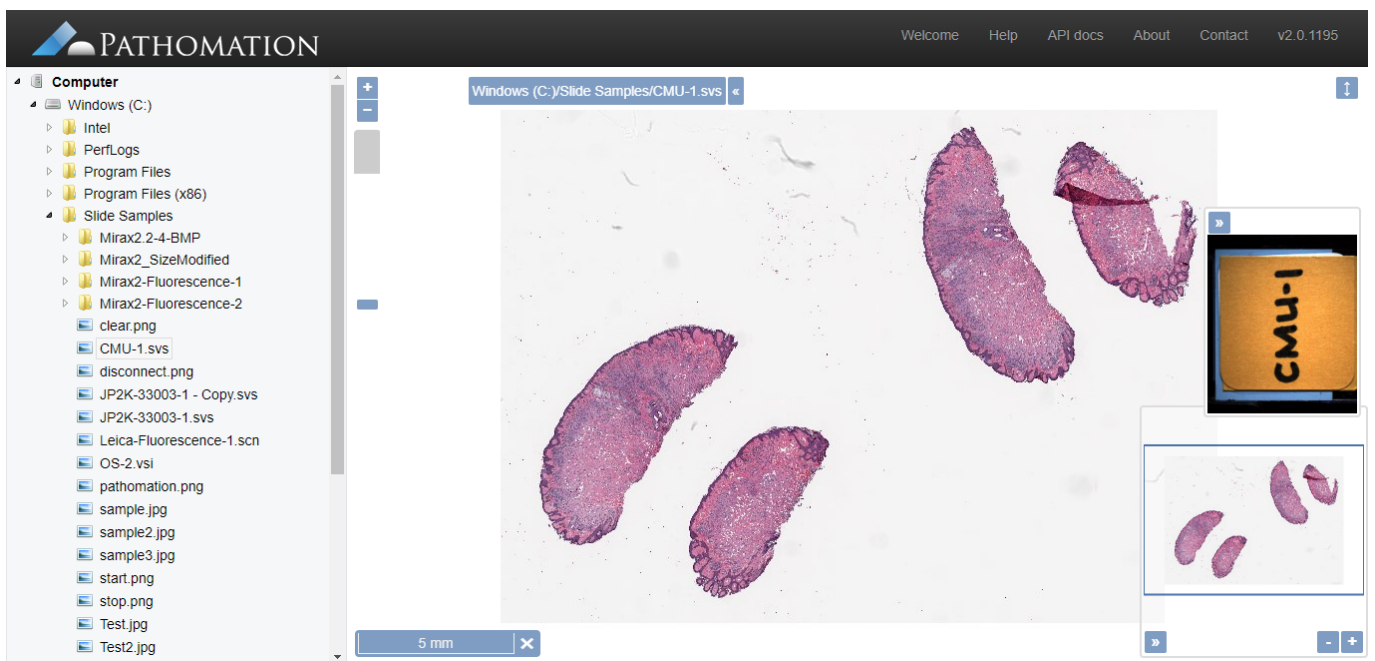 PATHOMATION
Welcome Help API docs About Contact v2.0.1195
Computer
Windows (C:)
Intel
PerfLogs
Program Files
Program Files (x86)
Slide Samples
Mirax2.2-4-BMP
Mirax2_SizeModified
Mirax2-Fluorescence-1
Mirax2-Fluorescence-2
clear.png
CMU-1.svs
disconnect.png
JP2K-33003-1 - Copy.svs
JP2K-33003-1.svs
Leica-Fluorescence-1.scn
OS-2.vsi
pathomation.png
sample.jpg
sample2.jpg
sample3.jpg
start.png
stop.png
Test.jpg
Test2.jpg
+
-
Windows (C:)/Slide Samples/CMU-1.svs «
»
CMU-1
5 mm ✕
» - +